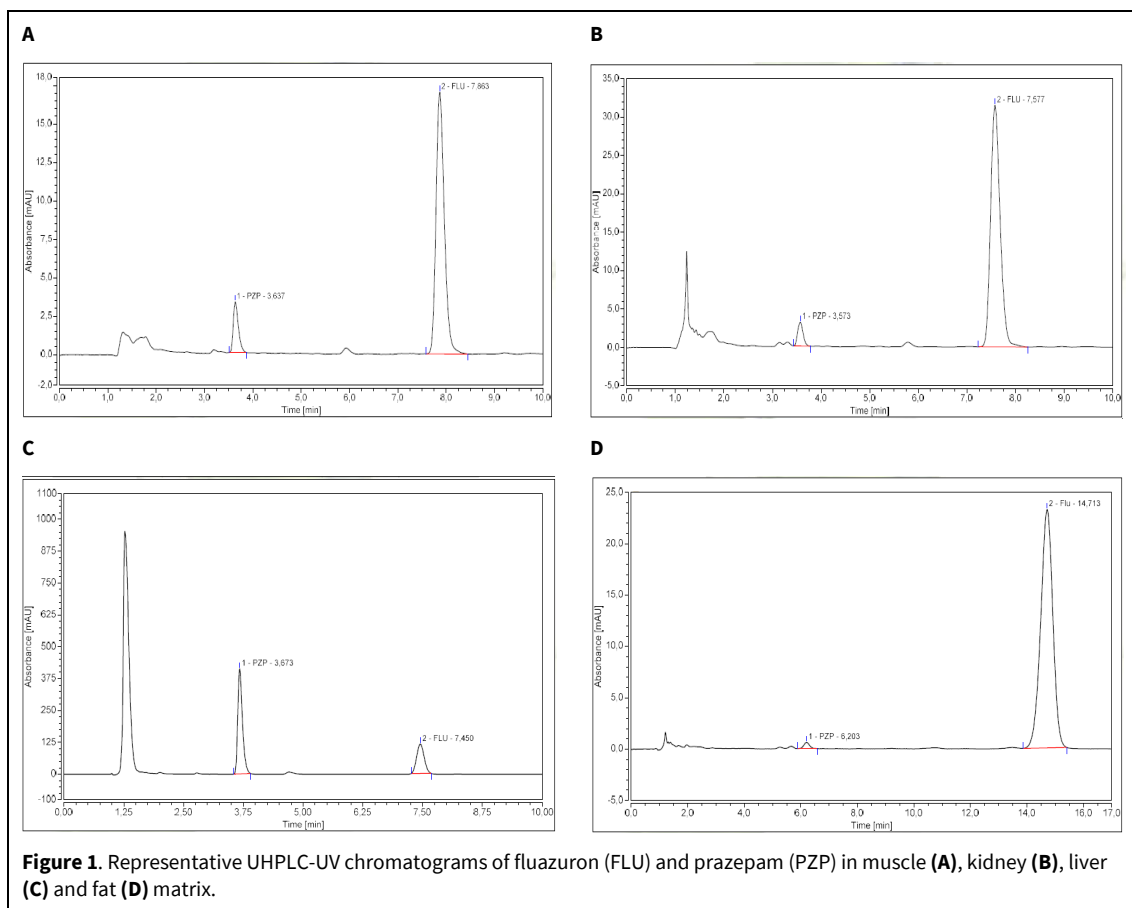 A
18,0
15,0
12,5
10,0
7,5
5,0
2,5
0,0
-2,0
Absorbance [mAU]
1 - PZP - 3,637
2 - FLU - 7,863
0,0 1,0 2,0 3,0 4,0 5,0 6,0 7,0 8,0 9,0 10,0
Time [min]
B
35,0
30,0
25,0
20,0
15,0
10,0
5,0
0,0
-5,0
Absorbance [mAU]
1 - PZP - 3,573
2 - FLU - 7,577
0,0 1,0 2,0 3,0 4,0 5,0 6,0 7,0 8,0 9,0 10,0
Time [min]
C
1100
1000
875
750
625
500
375
250
125
0
-100
Absorbance [mAU]
1 - PZP - 3,673
2 - FLU - 7,450
0,00 1,25 2,50 3,75 5,00 6,25 7,50 8,75 10,00
Time [min]
D
25,0
20,0
15,0
10,0
5,0
0,0
-5,0
Absorbance [mAU]
1 - PZP - 6,203
2 - Flu - 14,713
0,0 2,0 4,0 6,0 8,0 10,0 12,0 14,0 17,0
Time [min]
Figure 1. Representative UHPLC-UV chromatograms of fluazuron (FLU) and prazepam (PZP) in muscle (A), kidney (B), liver
(C) and fat (D) matrix.